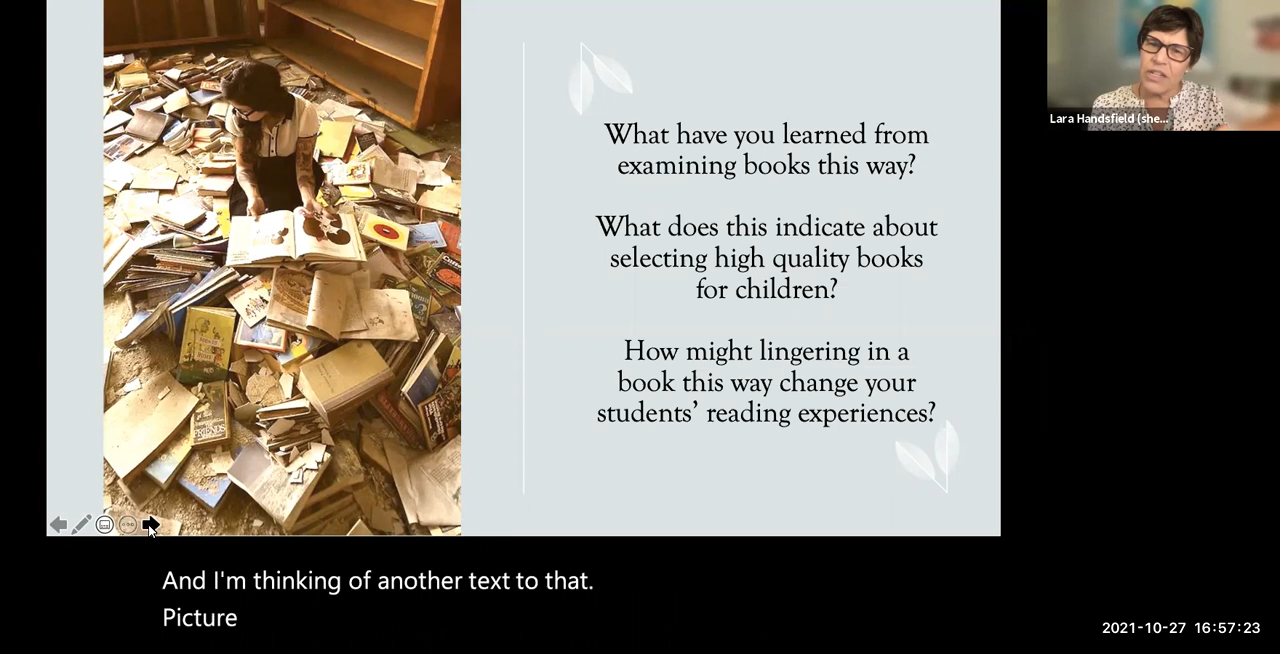 What have you learned from
examining books this way?
What does this indicate about
selecting high quality books
for children?
How might lingering in a
book this way change your
students’ reading experiences?
Lara Handsfield (she...
FRIENDS
And I'm thinking of another text to that.
Picture
2021-10-27 16:57:23